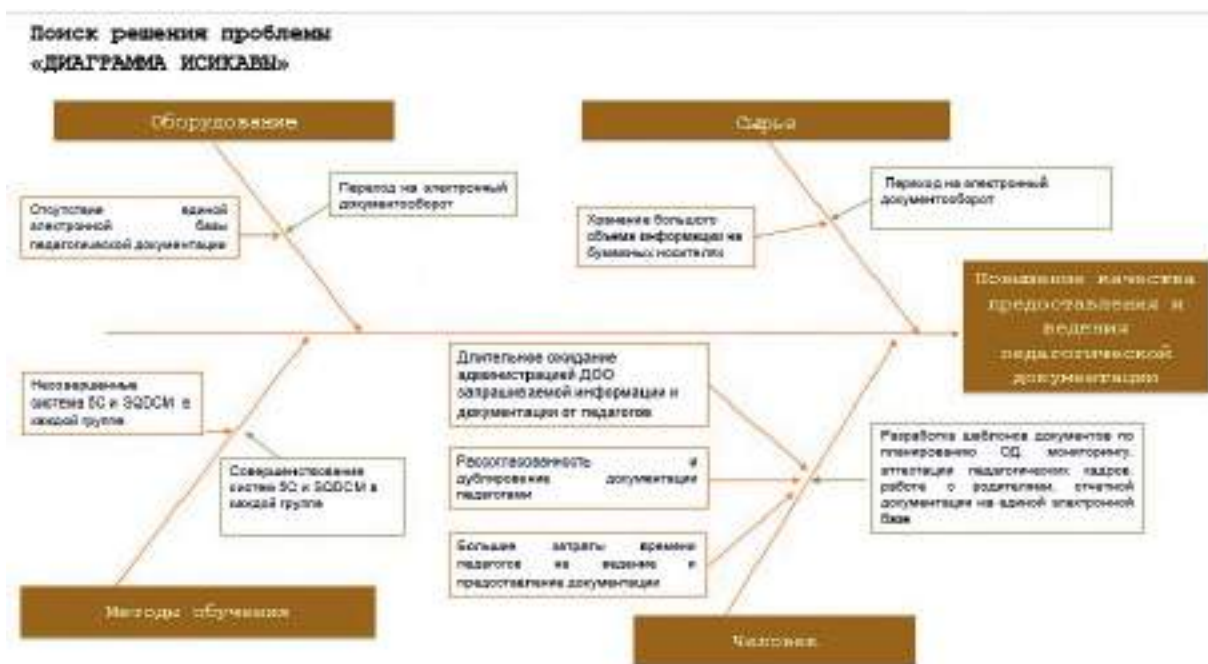 Поиск решения проблемы
«ДИАГРАММА ИСИКАВЫ»
Оборудование
Сырье
Отсутствие единой
электронной базы
педагогической документации
Переход на электронный
документооборот
Хранение большого
объема информации на
бумажных носителях
Переход на электронный
документооборот
Повышение качества
предоставления и
ведения
педагогической
документации
Несовершенные
система 5С и SQDCM в
каждой группе
Совершенствование
систем 5С и SQDCM в
каждой группе
Длительное ожидание
администрацией ДОО
запрашиваемой информации и
документации от педагогов
Рассогласованность и
дублирование документации
педагогами
Большие затраты времени
педагогов на ведение и
предоставление документации
Разработка шаблонов документов по
планированию ОД, мониторингу,
аттестации педагогических кадров,
работе с родителями, отчетной
документации на единой электронной
базе
Методы обучения
Человек